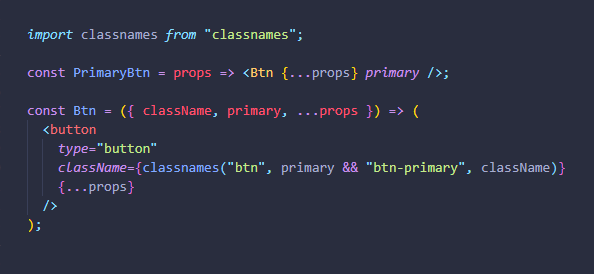 import classnames from "classnames";
const PrimaryBtn = props => <Btn {...props} primary />;
const Btn = ({ className, primary, ...props }) => (
<button
type="button"
className={classnames("btn", primary && "btn-primary", className)}
{...props}
/>
);